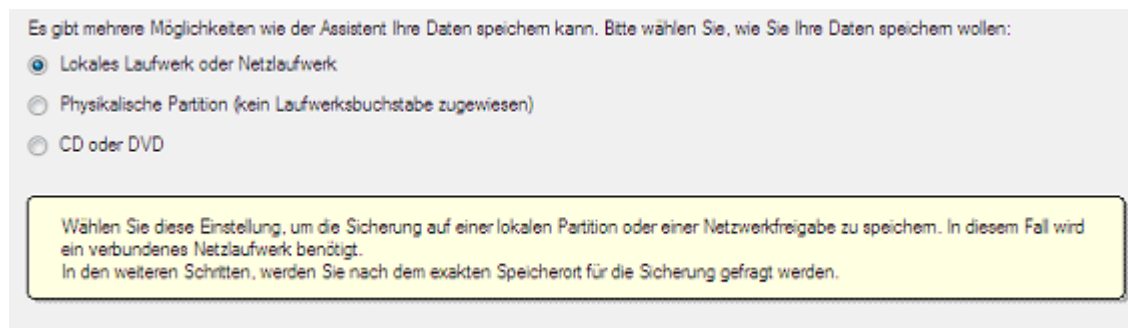 Es gibt mehrere Möglichkeiten wie der Assistent Ihre Daten speichern kann. Bitte wählen Sie, wie Sie Ihre Daten speichern wollen:
Lokales Laufwerk oder Netzlaufwerk
Physikalische Partition (kein Laufwerksbuchstabe zugewiesen)
CD oder DVD
Wählen Sie diese Einstellung, um die Sicherung auf einer lokalen Partition oder einer Netzwerkfreigabe zu speichern. In diesem Fall wird
ein verbundenes Netzlaufwerk benötigt.
In den weiteren Schritten, werden Sie nach dem exakten Speicherort für die Sicherung gefragt werden.